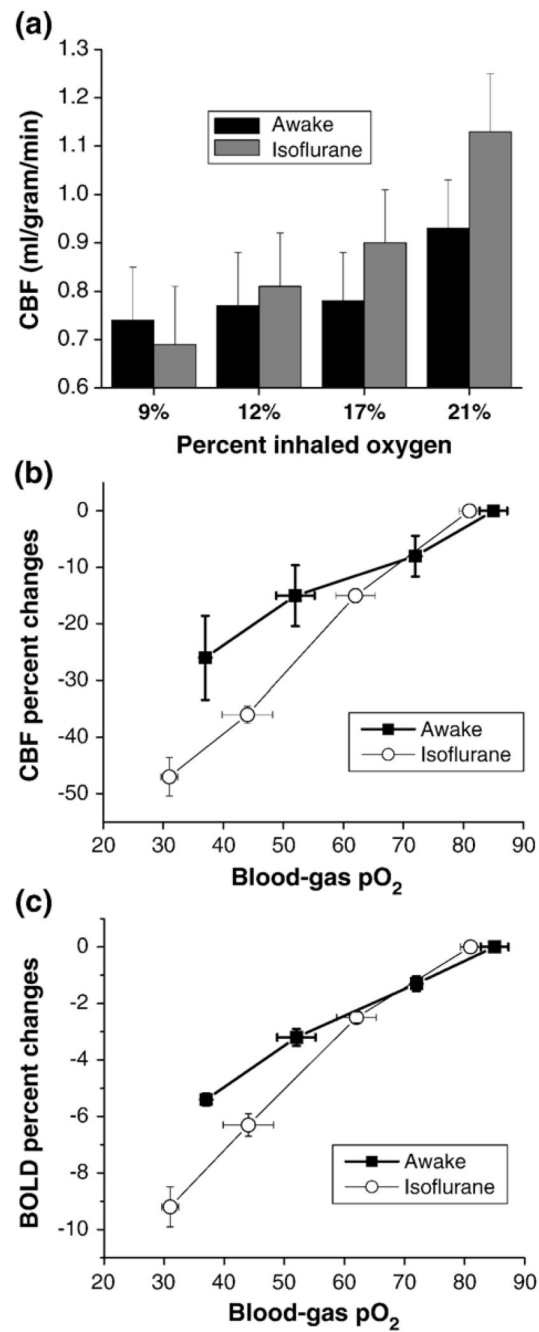 (a)
1.3
1.2
1.1
1.0
0.9
0.8
0.7
0.6
CBF (ml/gram/min)
Awake
Isoflurane
9% 12% 17% 21%
Percent inhaled oxygen
(b)
0
-10
-20
-30
-40
-50
CBF percent changes
Awake
Isoflurane
20 30 40 50 60 70 80 90
Blood-gas pO₂
(c)
0
-2
-4
-6
-8
-10
BOLD percent changes
Awake
Isoflurane
20 30 40 50 60 70 80 90
Blood-gas pO₂